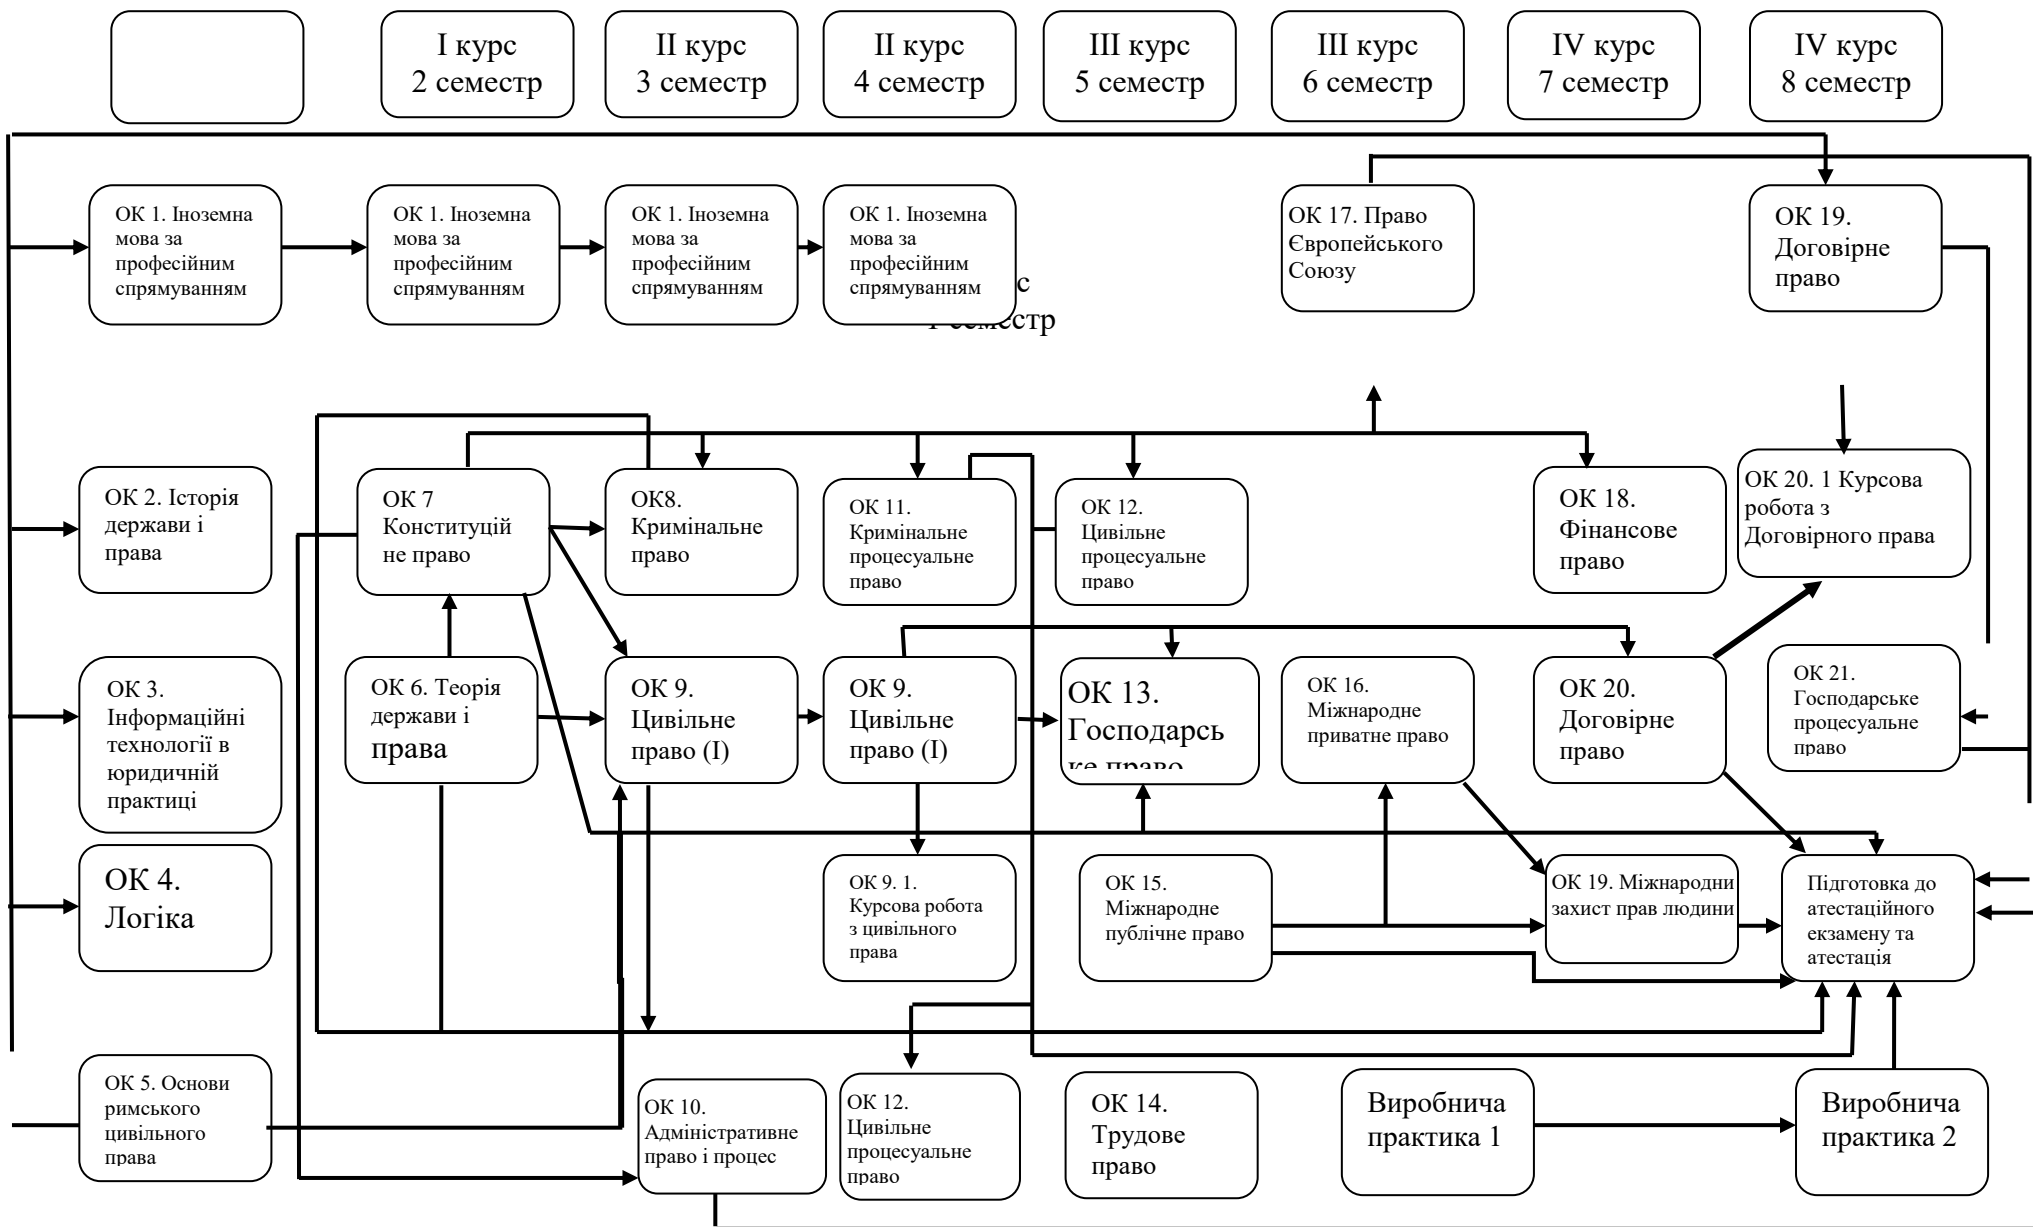 І курс
2 семестр
ІІ курс
3 семестр
ІІ курс
4 семестр
ІІІ курс
5 семестр
ІІІ курс
6 семестр
IV курс
7 семестр
IV курс
8 семестр
ОК 1. Іноземна
мова за
професійним
спрямуванням
ОК 1. Іноземна
мова за
професійним
спрямуванням
ОК 1. Іноземна
мова за
професійним
спрямуванням
ОК 1. Іноземна
мова за
професійним
спрямуванням
с
семестр
ОК 17. Право
Європейського
Союзу
ОК 19.
Договірне
право
ОК 2. Історія
держави і
права
ОК 7
Конституцій
не право
ОК8.
Кримінальне
право
ОК 11.
Кримінальне
процесуальне
право
ОК 12.
Цивільне
процесуальне
право
ОК 18.
Фінансове
право
ОК 20. 1 Курсова
робота з
Договірного права
ОК 3.
Інформаційні
технології в
юридичній
практиці
ОК 6. Теорія
держави і
права
ОК 9.
Цивільне
право (І)
ОК 9.
Цивільне
право (І)
ОК 13.
Господарсь
ке право
ОК 16.
Міжнародне
приватне право
ОК 20.
Договірне
право
ОК 21.
Господарське
процесуальне
право
ОК 4.
Логіка
ОК 9. 1.
Курсова робота
з цивільного
права
ОК 15.
Міжнародне
публічне право
ОК 19. Міжнародни
захист прав людини
Підготовка до
атестаційного
екзамену та
атестація
ОК 5. Основи
римського
цивільного
права
ОК 10.
Адміністративне
право і процес
ОК 12.
Цивільне
процесуальне
право
ОК 14.
Трудове
право
Виробнича
практика 1
Виробнича
практика 2